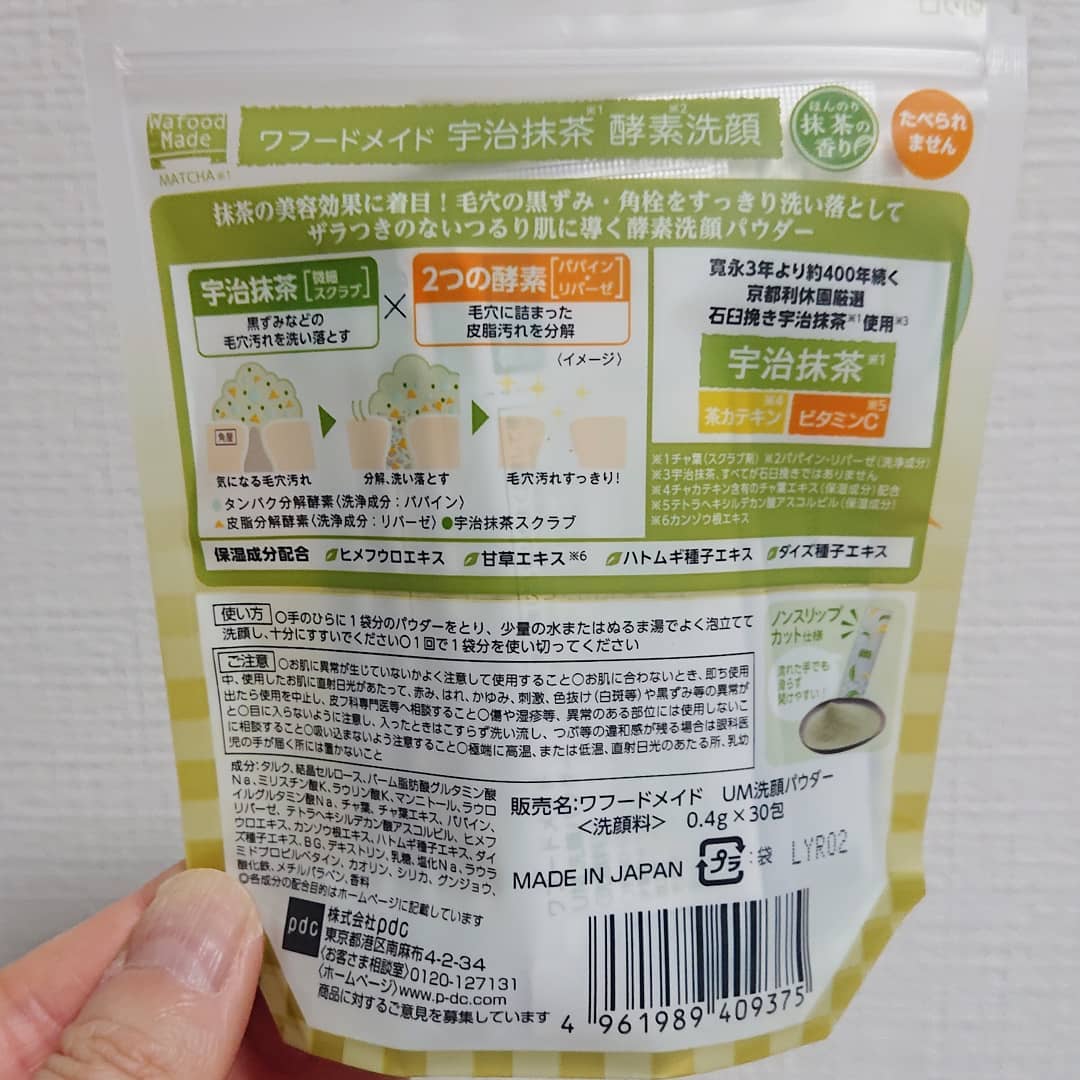 Wafood
Made
MATCHA※1
ワフードメイド 宇治抹茶※1 酵素洗顔※2
ほんのり
抹茶の
香り
たべられ
ません
抹茶の美容効果に着目！毛穴の黒ずみ・角栓をすっきり洗い落として
ザラつきのないつるり肌に導く酵素洗顔パウダー
宇治抹茶[微細スクラブ]
黒ずみなどの
毛穴汚れを洗い落とす
×
2つの酵素[パパイン・リパーゼ]
毛穴に詰まった
皮脂汚れを分解
〈イメージ〉
角層
気になる毛穴汚れ
分解、洗い落とす
毛穴汚れすっきり！
●タンパク分解酵素〈洗浄成分：パパイン〉
▲皮脂分解酵素〈洗浄成分：リパーゼ〉●宇治抹茶スクラブ
寛永3年より約400年続く
京都利休園厳選
石臼挽き宇治抹茶※1使用※3
宇治抹茶※1
茶カテキン※4
ビタミンC※5
※1チャ葉〈スクラブ剤〉 ※2パパイン・リパーゼ〈洗浄成分〉
※3宇治抹茶、すべてが石臼挽きではありません
※4チャカテキン含有のチャ葉エキス〈保湿成分〉配合
※5テトラヘキシルデカン酸アスコルビル〈保湿成分〉
※6カンゾウ根エキス
保湿成分配合 ヒメフウロエキス 甘草エキス※6 ハトムギ種子エキス ダイズ種子エキス
使い方 ○手のひらに1袋分のパウダーをとり、少量の水またはぬるま湯でよく泡立てて
洗顔し、十分にすすいでください○1回で1袋分を使い切ってください
ご注意 ○お肌に異常が生じていないかよく注意して使用すること○お肌に合わないとき、即ち使用
中、使用したお肌に直射日光があたって、赤み、はれ、かゆみ、刺激、色抜け(白斑等)や黒ずみ等の異常が
出たら使用を中止し、皮フ科専門医等へ相談すること○傷や湿疹等、異常のある部位には使用しないこ
と○目に入らないように注意し、入ったときはこすらず洗い流し、つぶ等の違和感が残る場合は眼科医
に相談すること○吸い込まないよう注意すること○極端に高温、または低温、直射日光のあたる所、乳幼
児の手が届く所には置かないこと
ノンスリップ
カット仕様
濡れた手でも
滑らず
開けやすい！
成分：タルク、結晶セルロース、パーム脂肪酸グルタミン酸
Na、ミリスチン酸K、ラウリン酸K、マンニトール、ラウロ
イルグルタミン酸Na、チャ葉、チャ葉エキス、パパイン、
リパーゼ、テトラヘキシルデカン酸アスコルビル、ヒメフ
ウロエキス、カンゾウ根エキス、ハトムギ種子エキス、ダイ
ズ種子エキス、BG、デキストリン、乳糖、塩化Na、ラウラ
ミドプロピルベタイン、カオリン、シリカ、グンジョウ、
酸化鉄、メチルパラベン、香料
◎各成分の配合目的はホームページに記載しています
販売名：ワフードメイド UM洗顔パウダー
＜洗顔料＞ 0.4g×30包
MADE IN JAPAN
プラ
：袋
LYR02
pdc
株式会社pdc
東京都港区南麻布4-2-34
〈お客さま相談室〉0120-127131
〈ホームページ〉www.p-dc.com
商品に対するご意見を募集しています
4 961989 409375